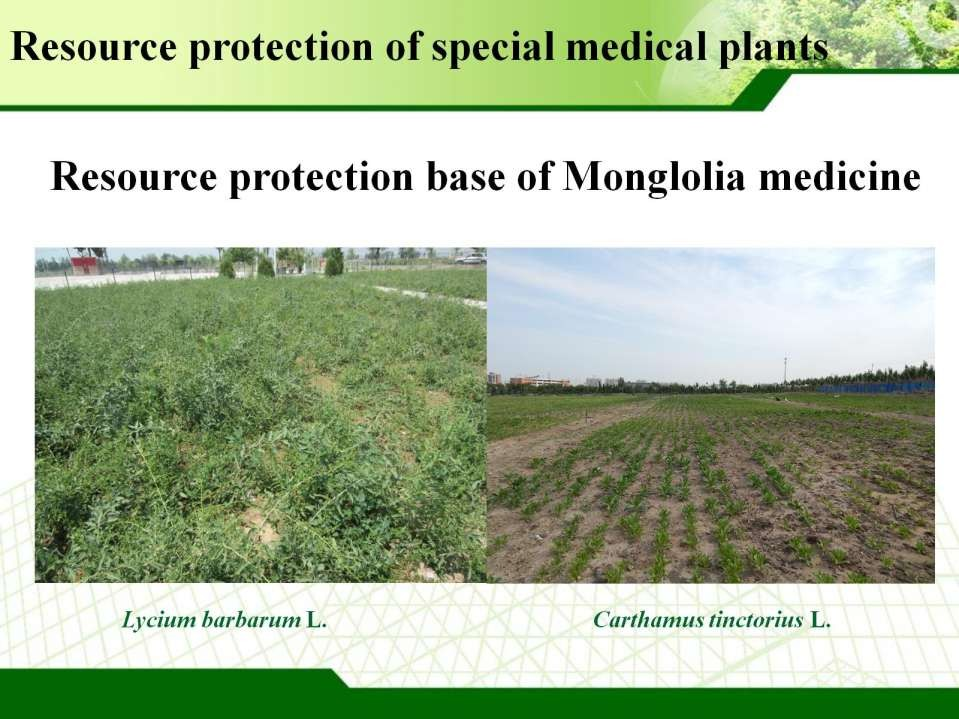 Resource protection of special medical plants
Resource protection base of Monglolia medicine
Lycium barbarum L.
Carthamus tinctorius L.